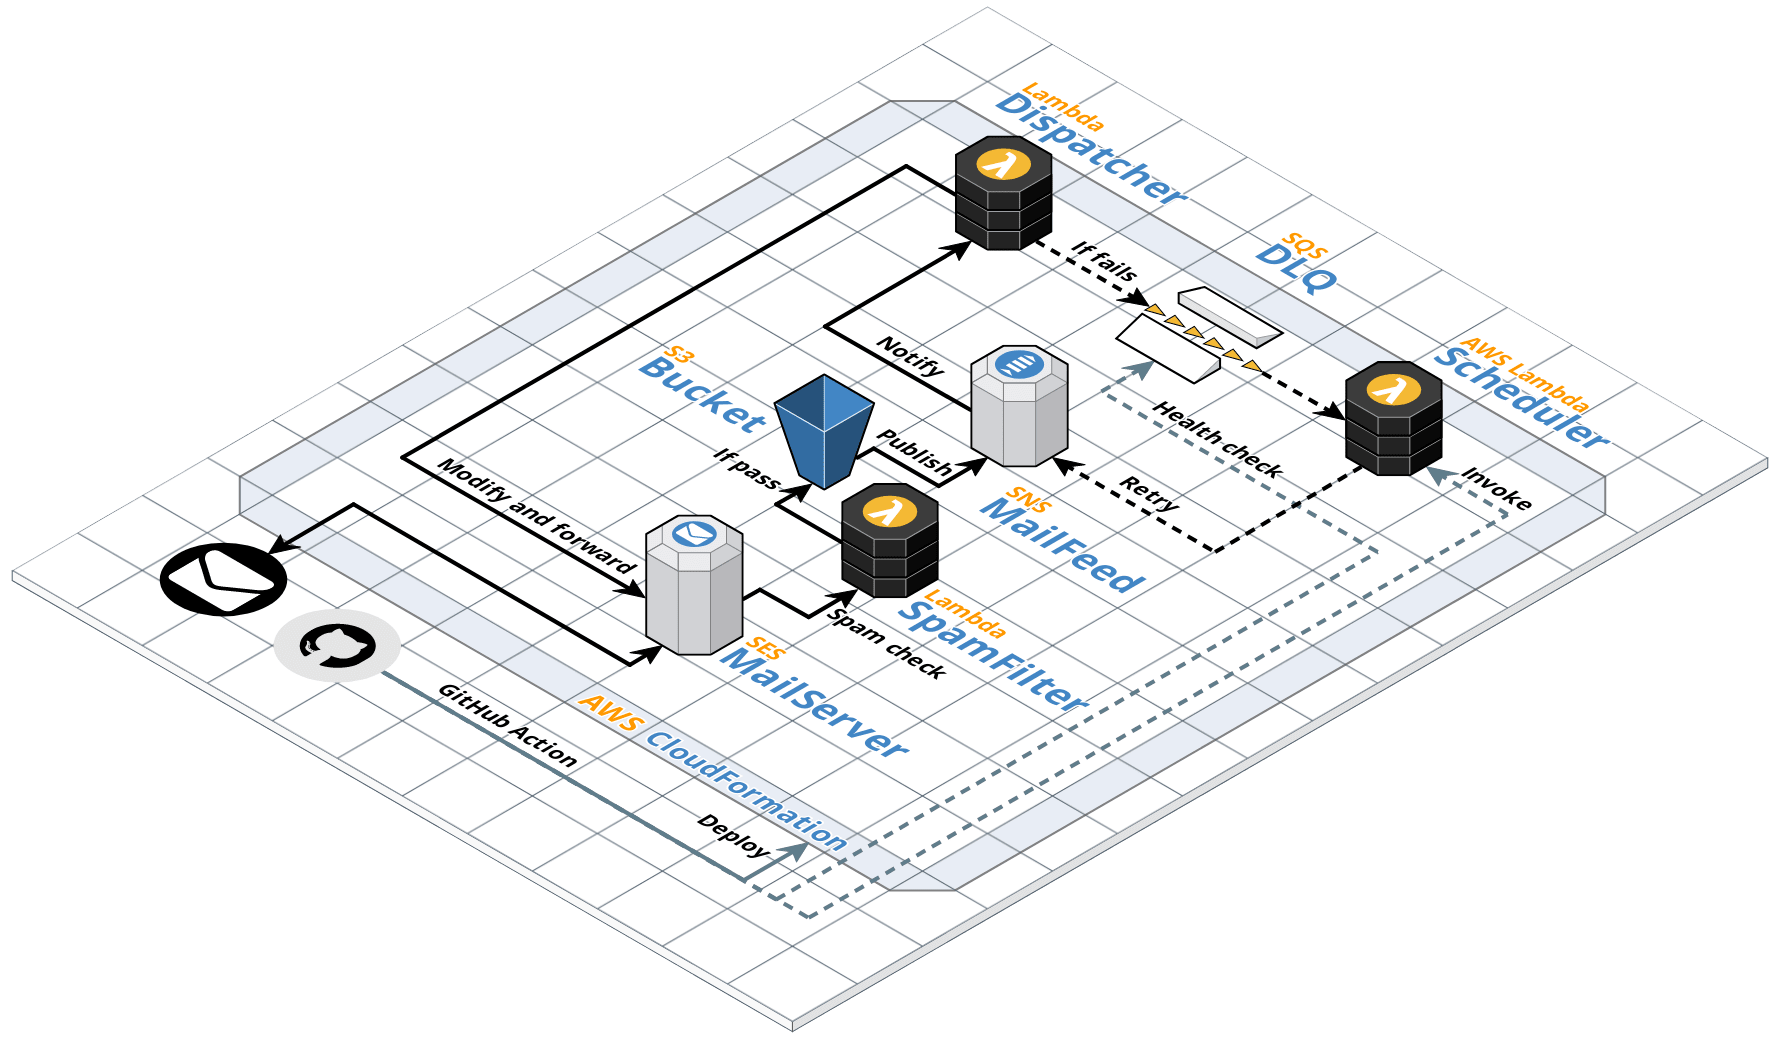 Lambda
Dispatcher
If fails
SQS
DLQ
AWS Lambda
Scheduler
Notify
S3
Bucket
Publish
If pass
Health check
Retry
Invoke
SNS
MailFeed
Modify and forward
Lambda
SpamFilter
Spam check
SES
MailServer
GitHub Action
AWS CloudFormation
Deploy